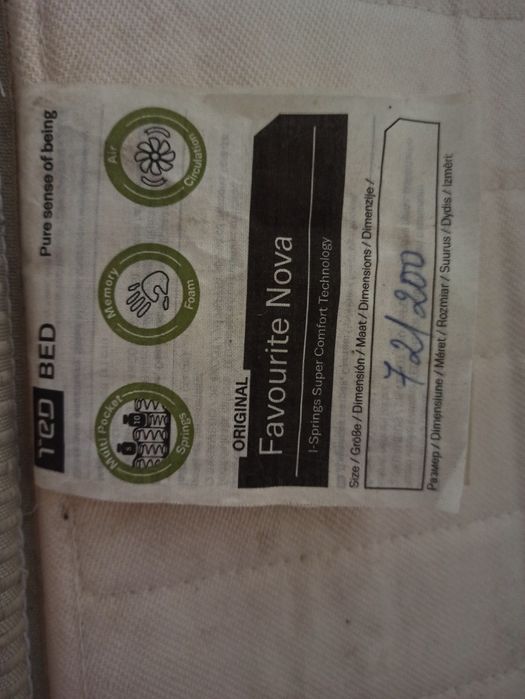 TED BED Pure sense of being
Multi Pocket Springs
Memory Foam
Air Circulation
ORIGINAL
Favourite Nova
I-Springs Super Comfort Technology
Size / Größe / Dimensión / Maat / Dimensions / Dimenzije /
72/200
Размер / Dimensiune / Méret / Rozmiar / Suurus / Dydis / Izmēri: